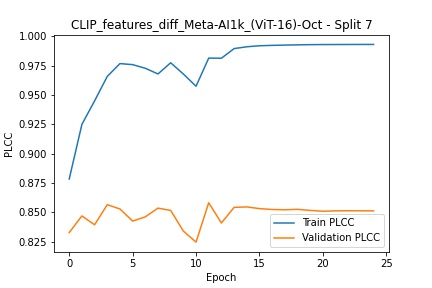 CLIP_features_diff_Meta-AI1k_(ViT-16)-Oct - Split 7
1.000
0.975
0.950
0.925
0.900
0.875
0.850
0.825
PLCC
0
5
10
15
20
25
Epoch
Train PLCC
Validation PLCC